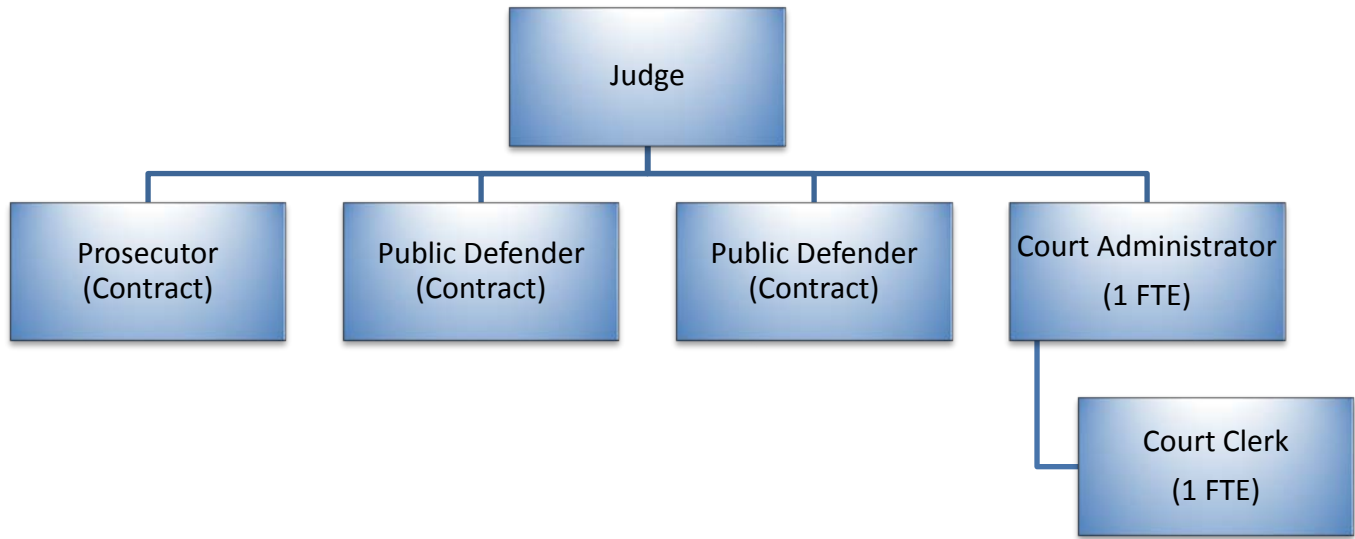 Judge
Prosecutor
(Contract)
Public Defender
(Contract)
Public Defender
(Contract)
Court Administrator
(1 FTE)
Court Clerk
(1 FTE)